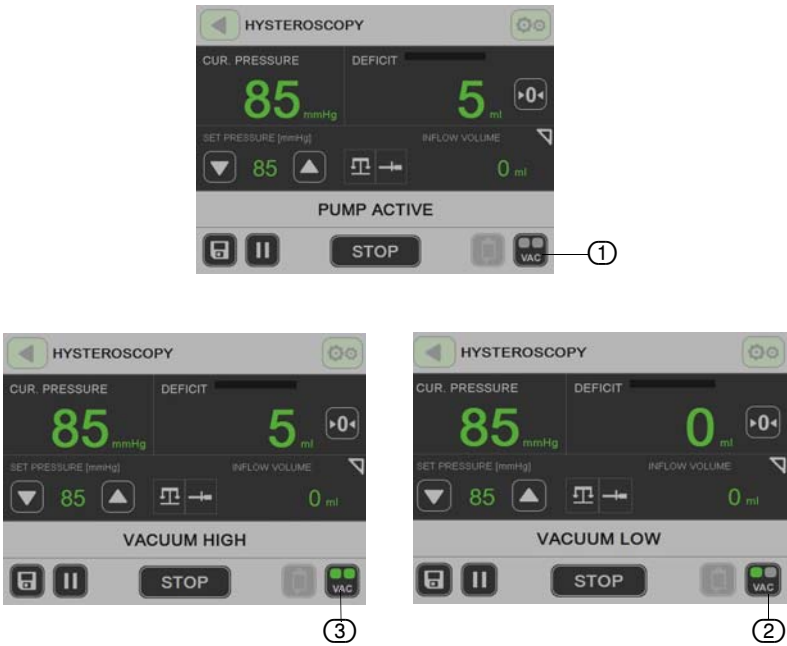 HYSTEROSCOPY
CUR. PRESSURE DEFICIT
85 mmHg 5 ml ▸0◂
SET PRESSURE [mmHg] INFLOW VOLUME
85 0 ml
PUMP ACTIVE
STOP VAC
1
HYSTEROSCOPY
CUR. PRESSURE DEFICIT
85 mmHg 5 ml ▸0◂
SET PRESSURE [mmHg] INFLOW VOLUME
85 0 ml
VACUUM HIGH
STOP VAC
3
HYSTEROSCOPY
CUR. PRESSURE DEFICIT
85 mmHg 0 ml ▸0◂
SET PRESSURE [mmHg] INFLOW VOLUME
85 0 ml
VACUUM LOW
STOP VAC
2